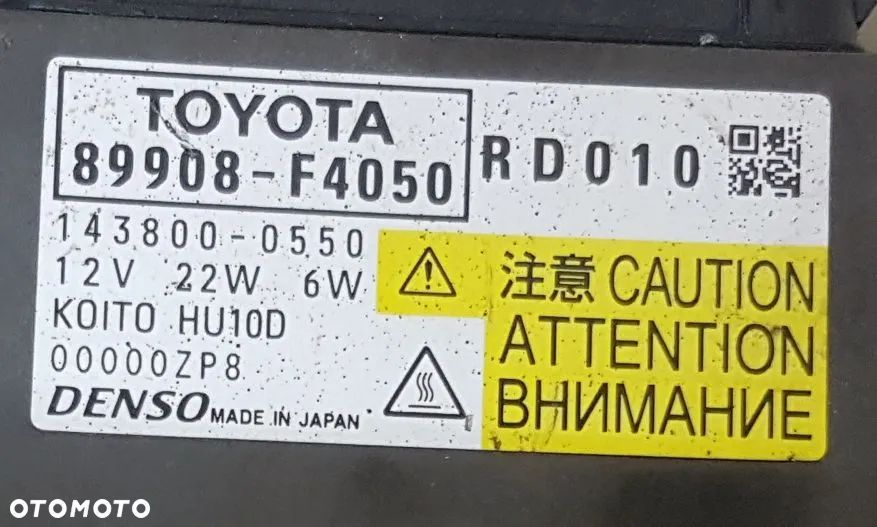 TOYOTA
89908-F4050
RD010
143800-0550
12V 22W 6W
KOITO HU10D
00000ZP8
DENSO MADE IN JAPAN
注意 CAUTION
ATTENTION
ВНИМАНИЕ
OTOMOTO